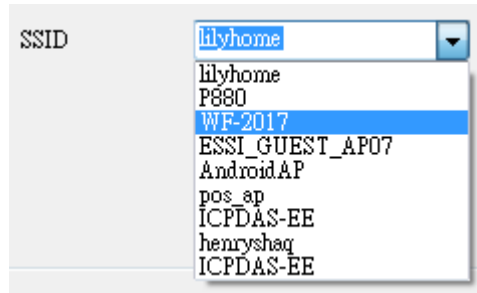 SSID
lilyhome
lilyhome
P880
WF-2017
ESSI_GUEST_AP07
AndroidAP
pos_ap
ICPDAS-EE
henryshaq
ICPDAS-EE